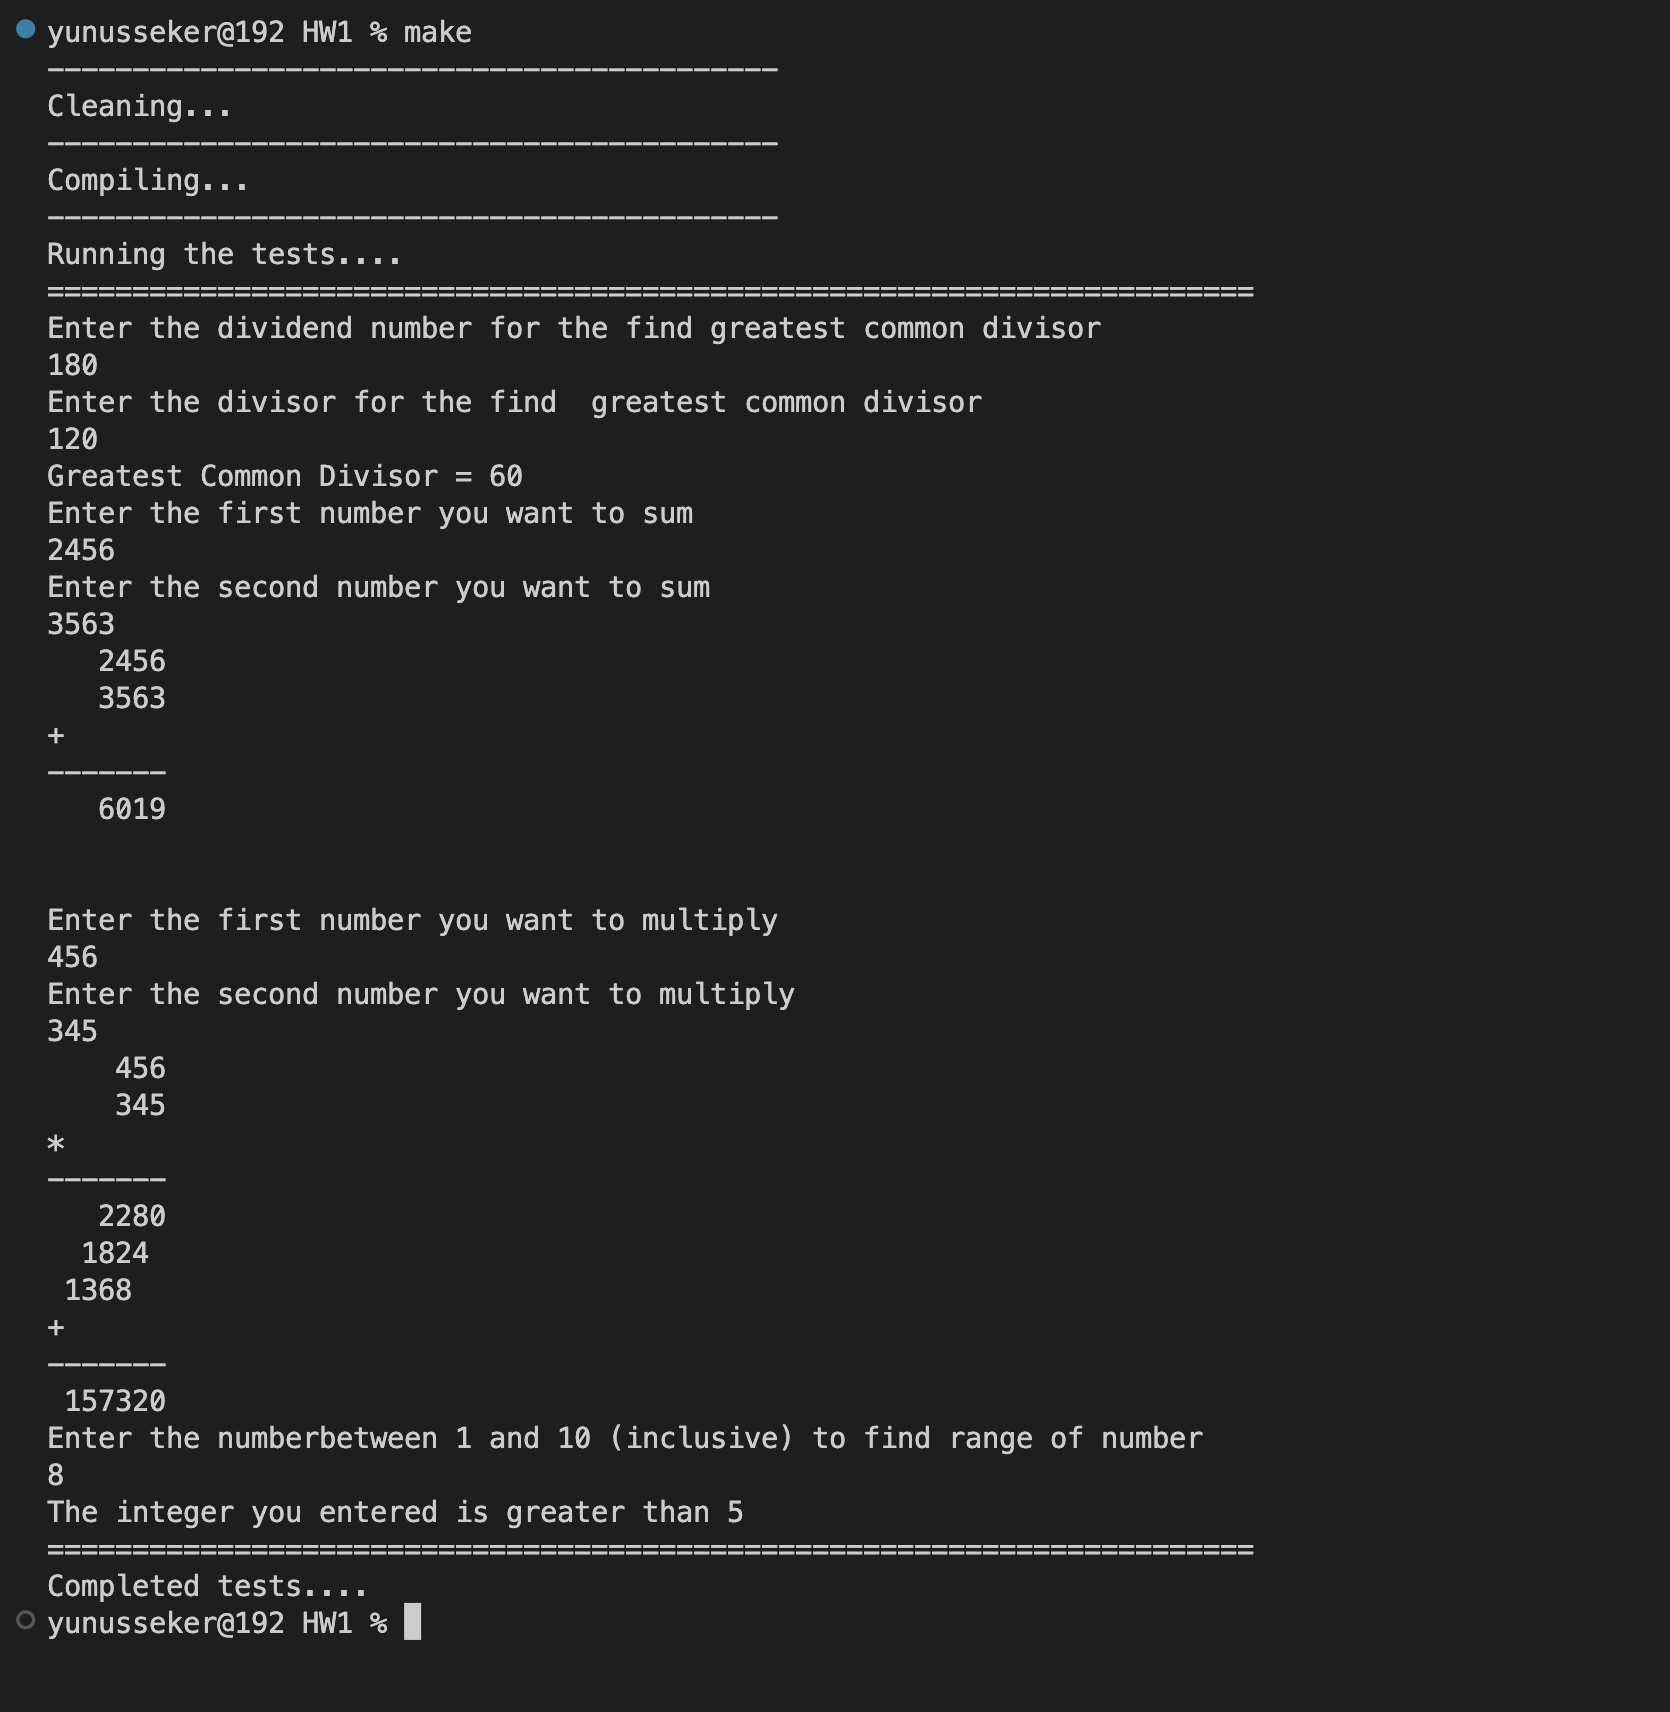 yunusseker@192 HW1 % make
-------------------------------------------
Cleaning...
-------------------------------------------
Compiling...
-------------------------------------------
Running the tests....
=======================================================================
Enter the dividend number for the find greatest common divisor
180
Enter the divisor for the find  greatest common divisor
120
Greatest Common Divisor = 60
Enter the first number you want to sum
2456
Enter the second number you want to sum
3563
   2456
   3563
+
-------
   6019
Enter the first number you want to multiply
456
Enter the second number you want to multiply
345
    456
    345
*
-------
   2280
  1824
 1368
+
-------
 157320
Enter the numberbetween 1 and 10 (inclusive) to find range of number
8
The integer you entered is greater than 5
=======================================================================
Completed tests....
yunusseker@192 HW1 %